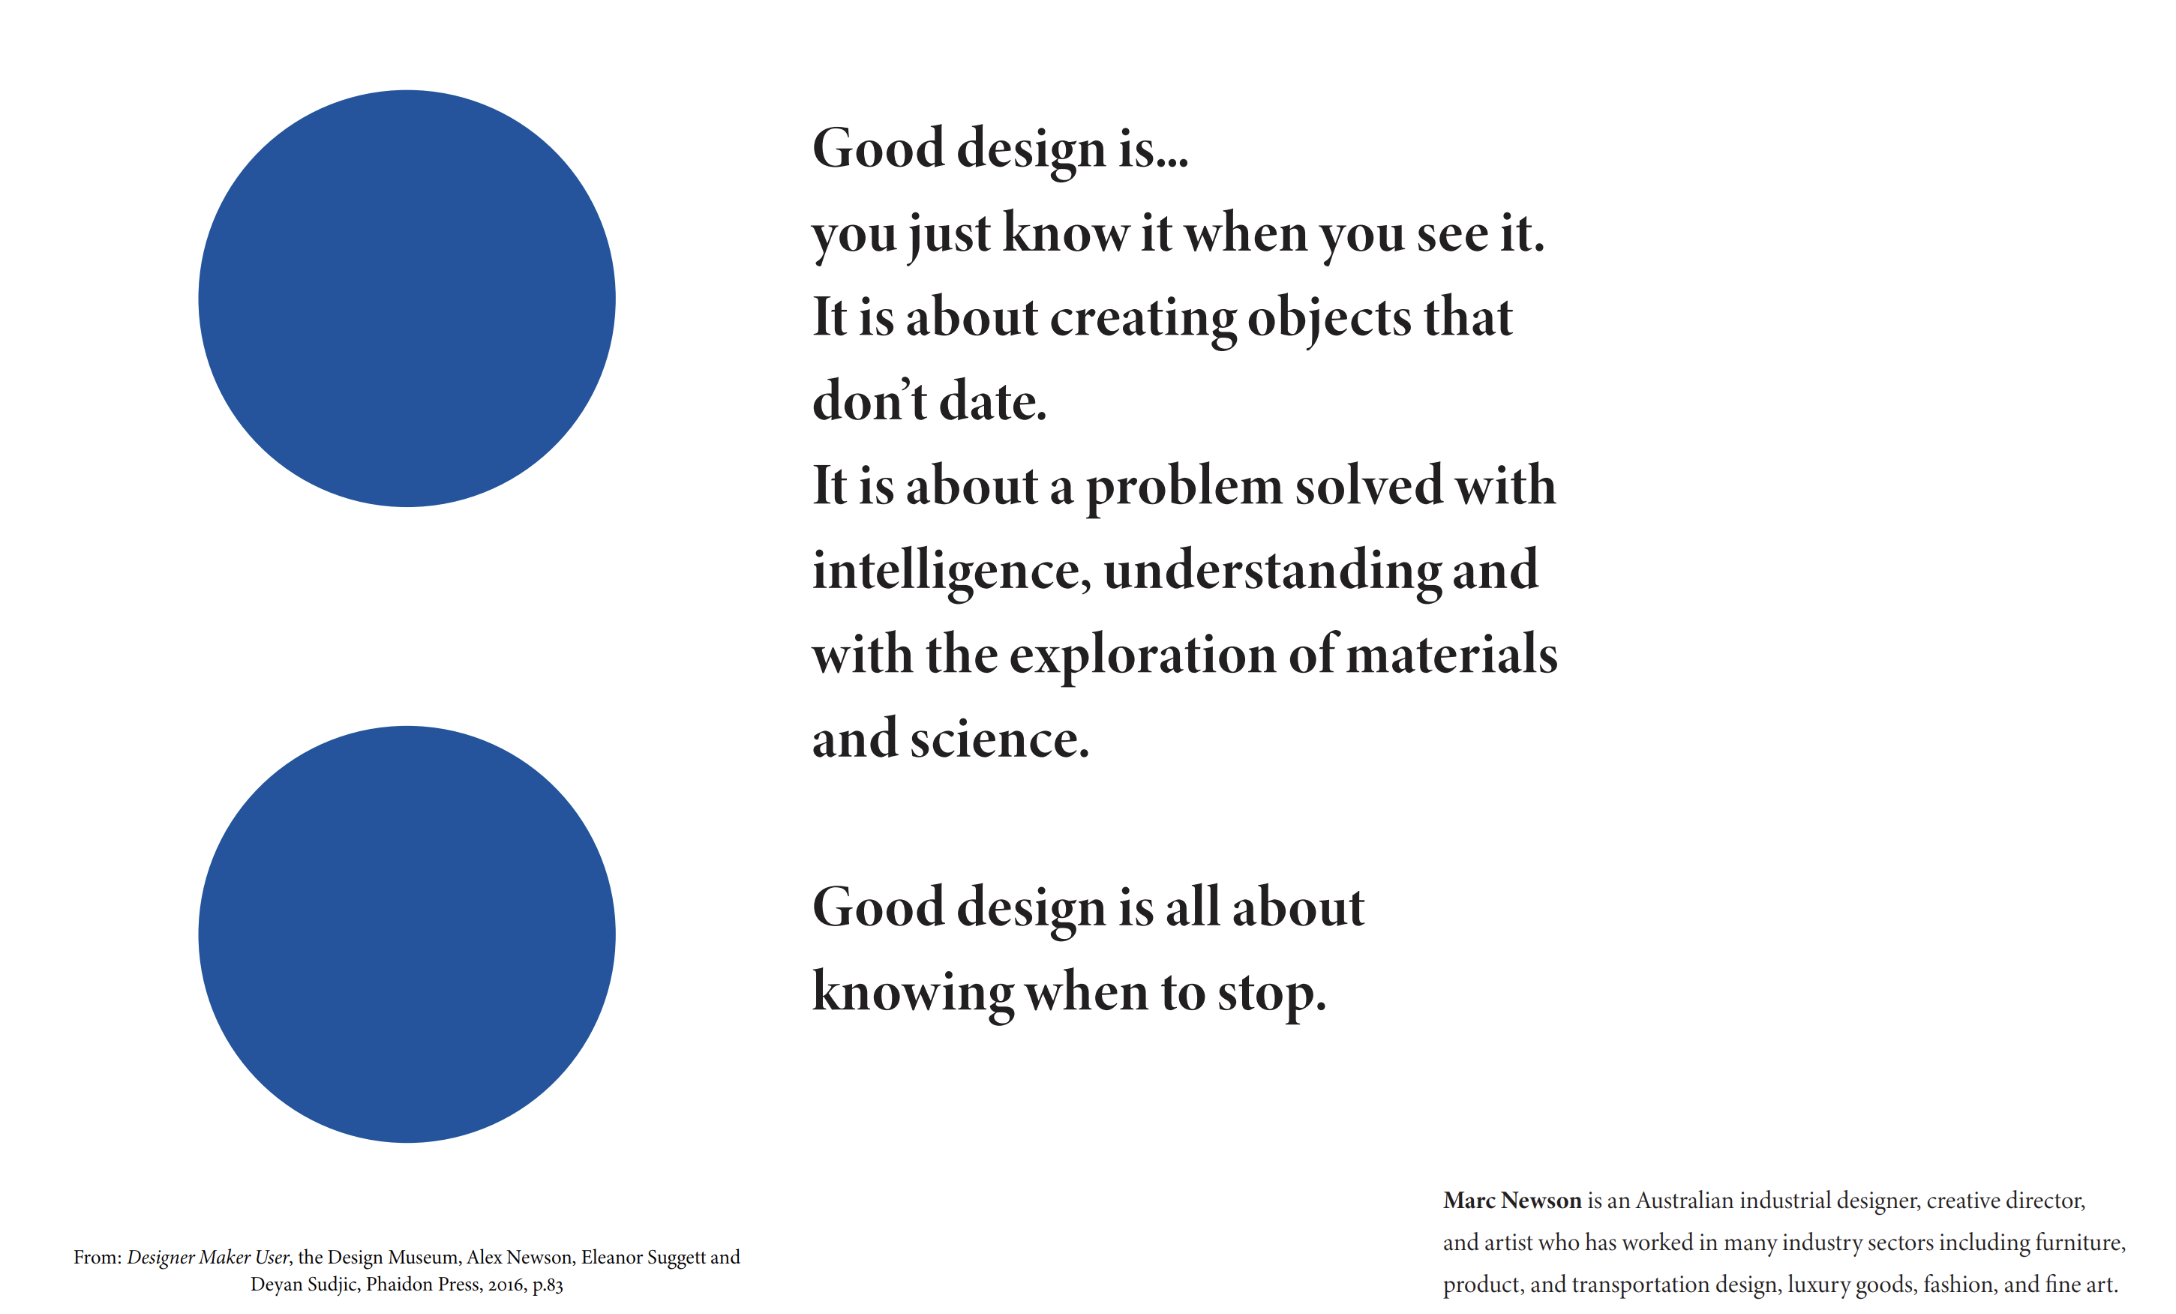 Good design is...
you just know it when you see it.
It is about creating objects that
don’t date.
It is about a problem solved with
intelligence, understanding and
with the exploration of materials
and science.
Good design is all about
knowing when to stop.
Marc Newson is an Australian industrial designer, creative director,
and artist who has worked in many industry sectors including furniture,
product, and transportation design, luxury goods, fashion, and fine art.
From: Designer Maker User, the Design Museum, Alex Newson, Eleanor Suggett and
Deyan Sudjic, Phaidon Press, 2016, p.83